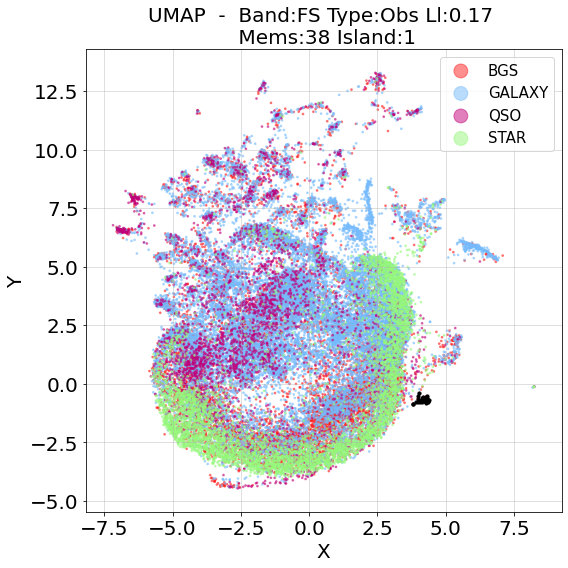 UMAP  -  Band:FS Type:Obs Ll:0.17
Mems:38 Island:1
BGS
GALAXY
QSO
STAR
12.5
10.0
7.5
5.0
2.5
0.0
−2.5
−5.0
Y
−7.5 −5.0 −2.5 0.0 2.5 5.0 7.5
X